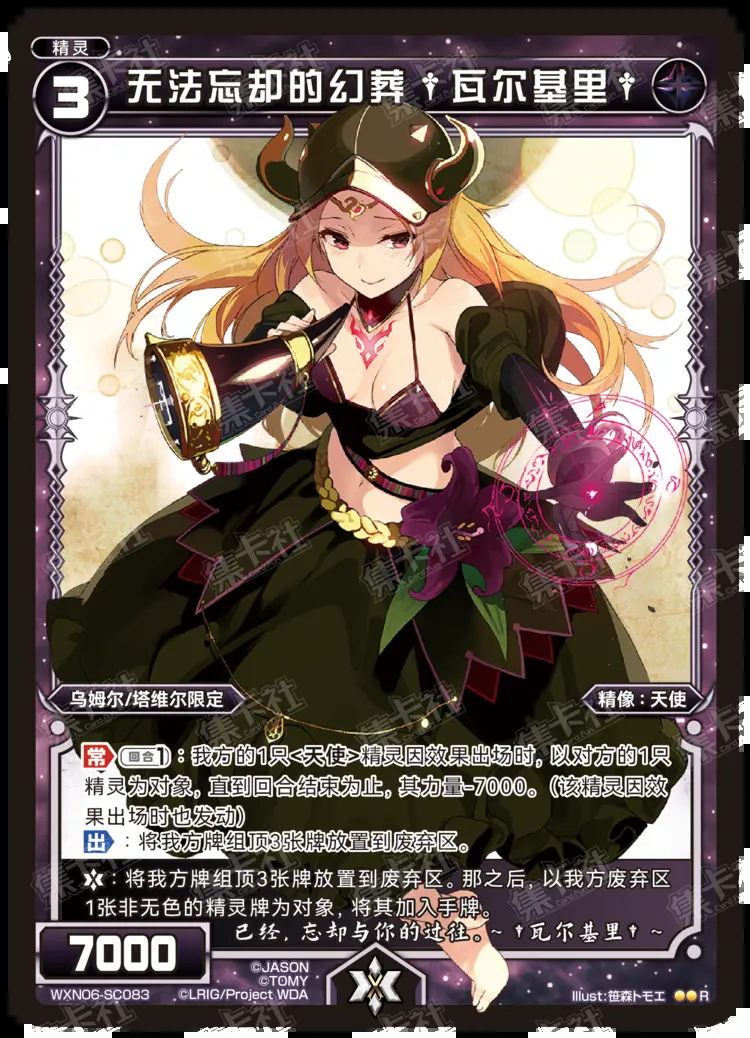 精灵
3 无法忘却的幻葬 †瓦尔基里†
乌姆尔/塔维尔限定 精像：天使
常 回合1：我方的1只<天使>精灵因效果出场时，以对方的1只
精灵为对象，直到回合结束为止，其力量-7000。（该精灵因效
果出场时也发动）
出：将我方牌组顶3张牌放置到废弃区。
：将我方牌组顶3张牌放置到废弃区。那之后，以我方废弃区
1张非无色的精灵牌为对象，将其加入手牌。
已经，忘却与你的过往。~ †瓦尔基里† ~
7000
©JASON
©TOMY
WXN06-SC083 ©LRIG/Project WDA Illust:笹森トモエ R
集卡社